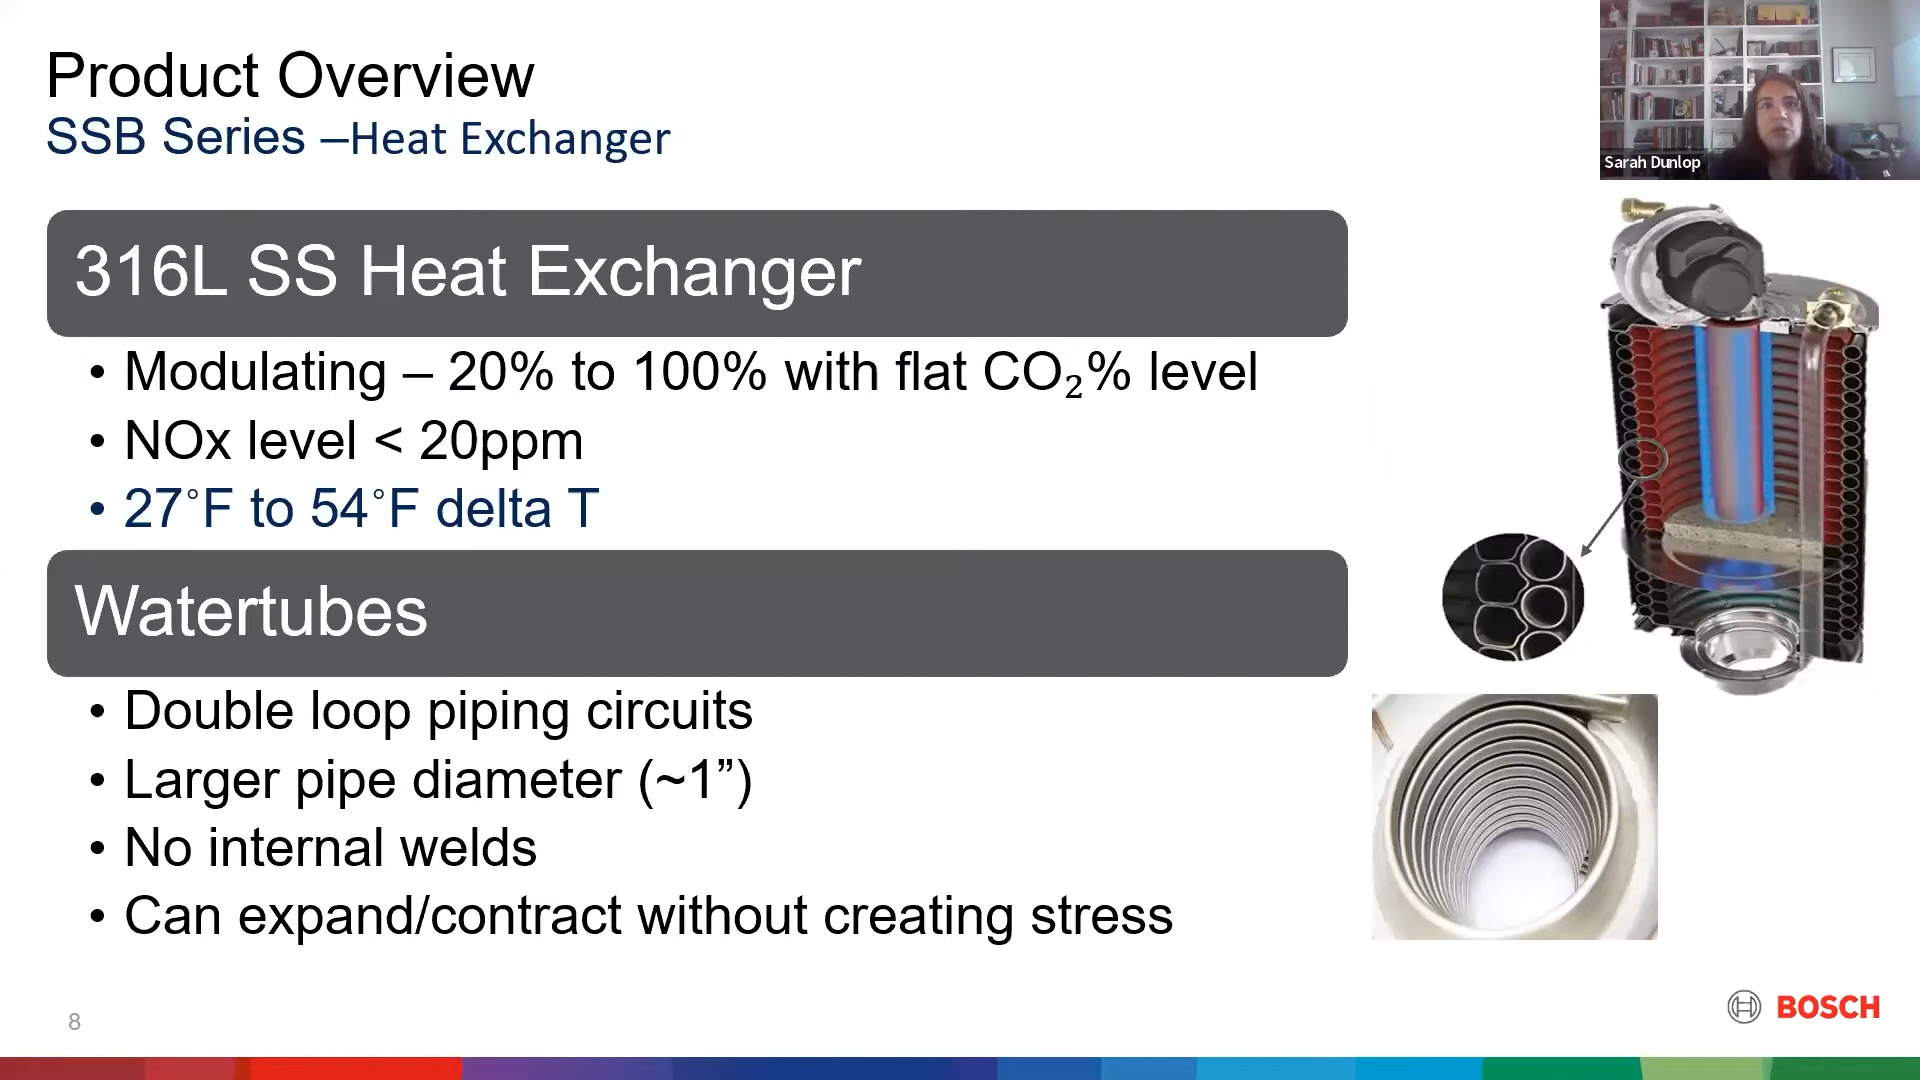 Product Overview
SSB Series –Heat Exchanger
Sarah Dunlop
316L SS Heat Exchanger
• Modulating – 20% to 100% with flat CO₂% level
• NOx level < 20ppm
• 27°F to 54°F delta T
Watertubes
• Double loop piping circuits
• Larger pipe diameter (~1”)
• No internal welds
• Can expand/contract without creating stress
8
BOSCH